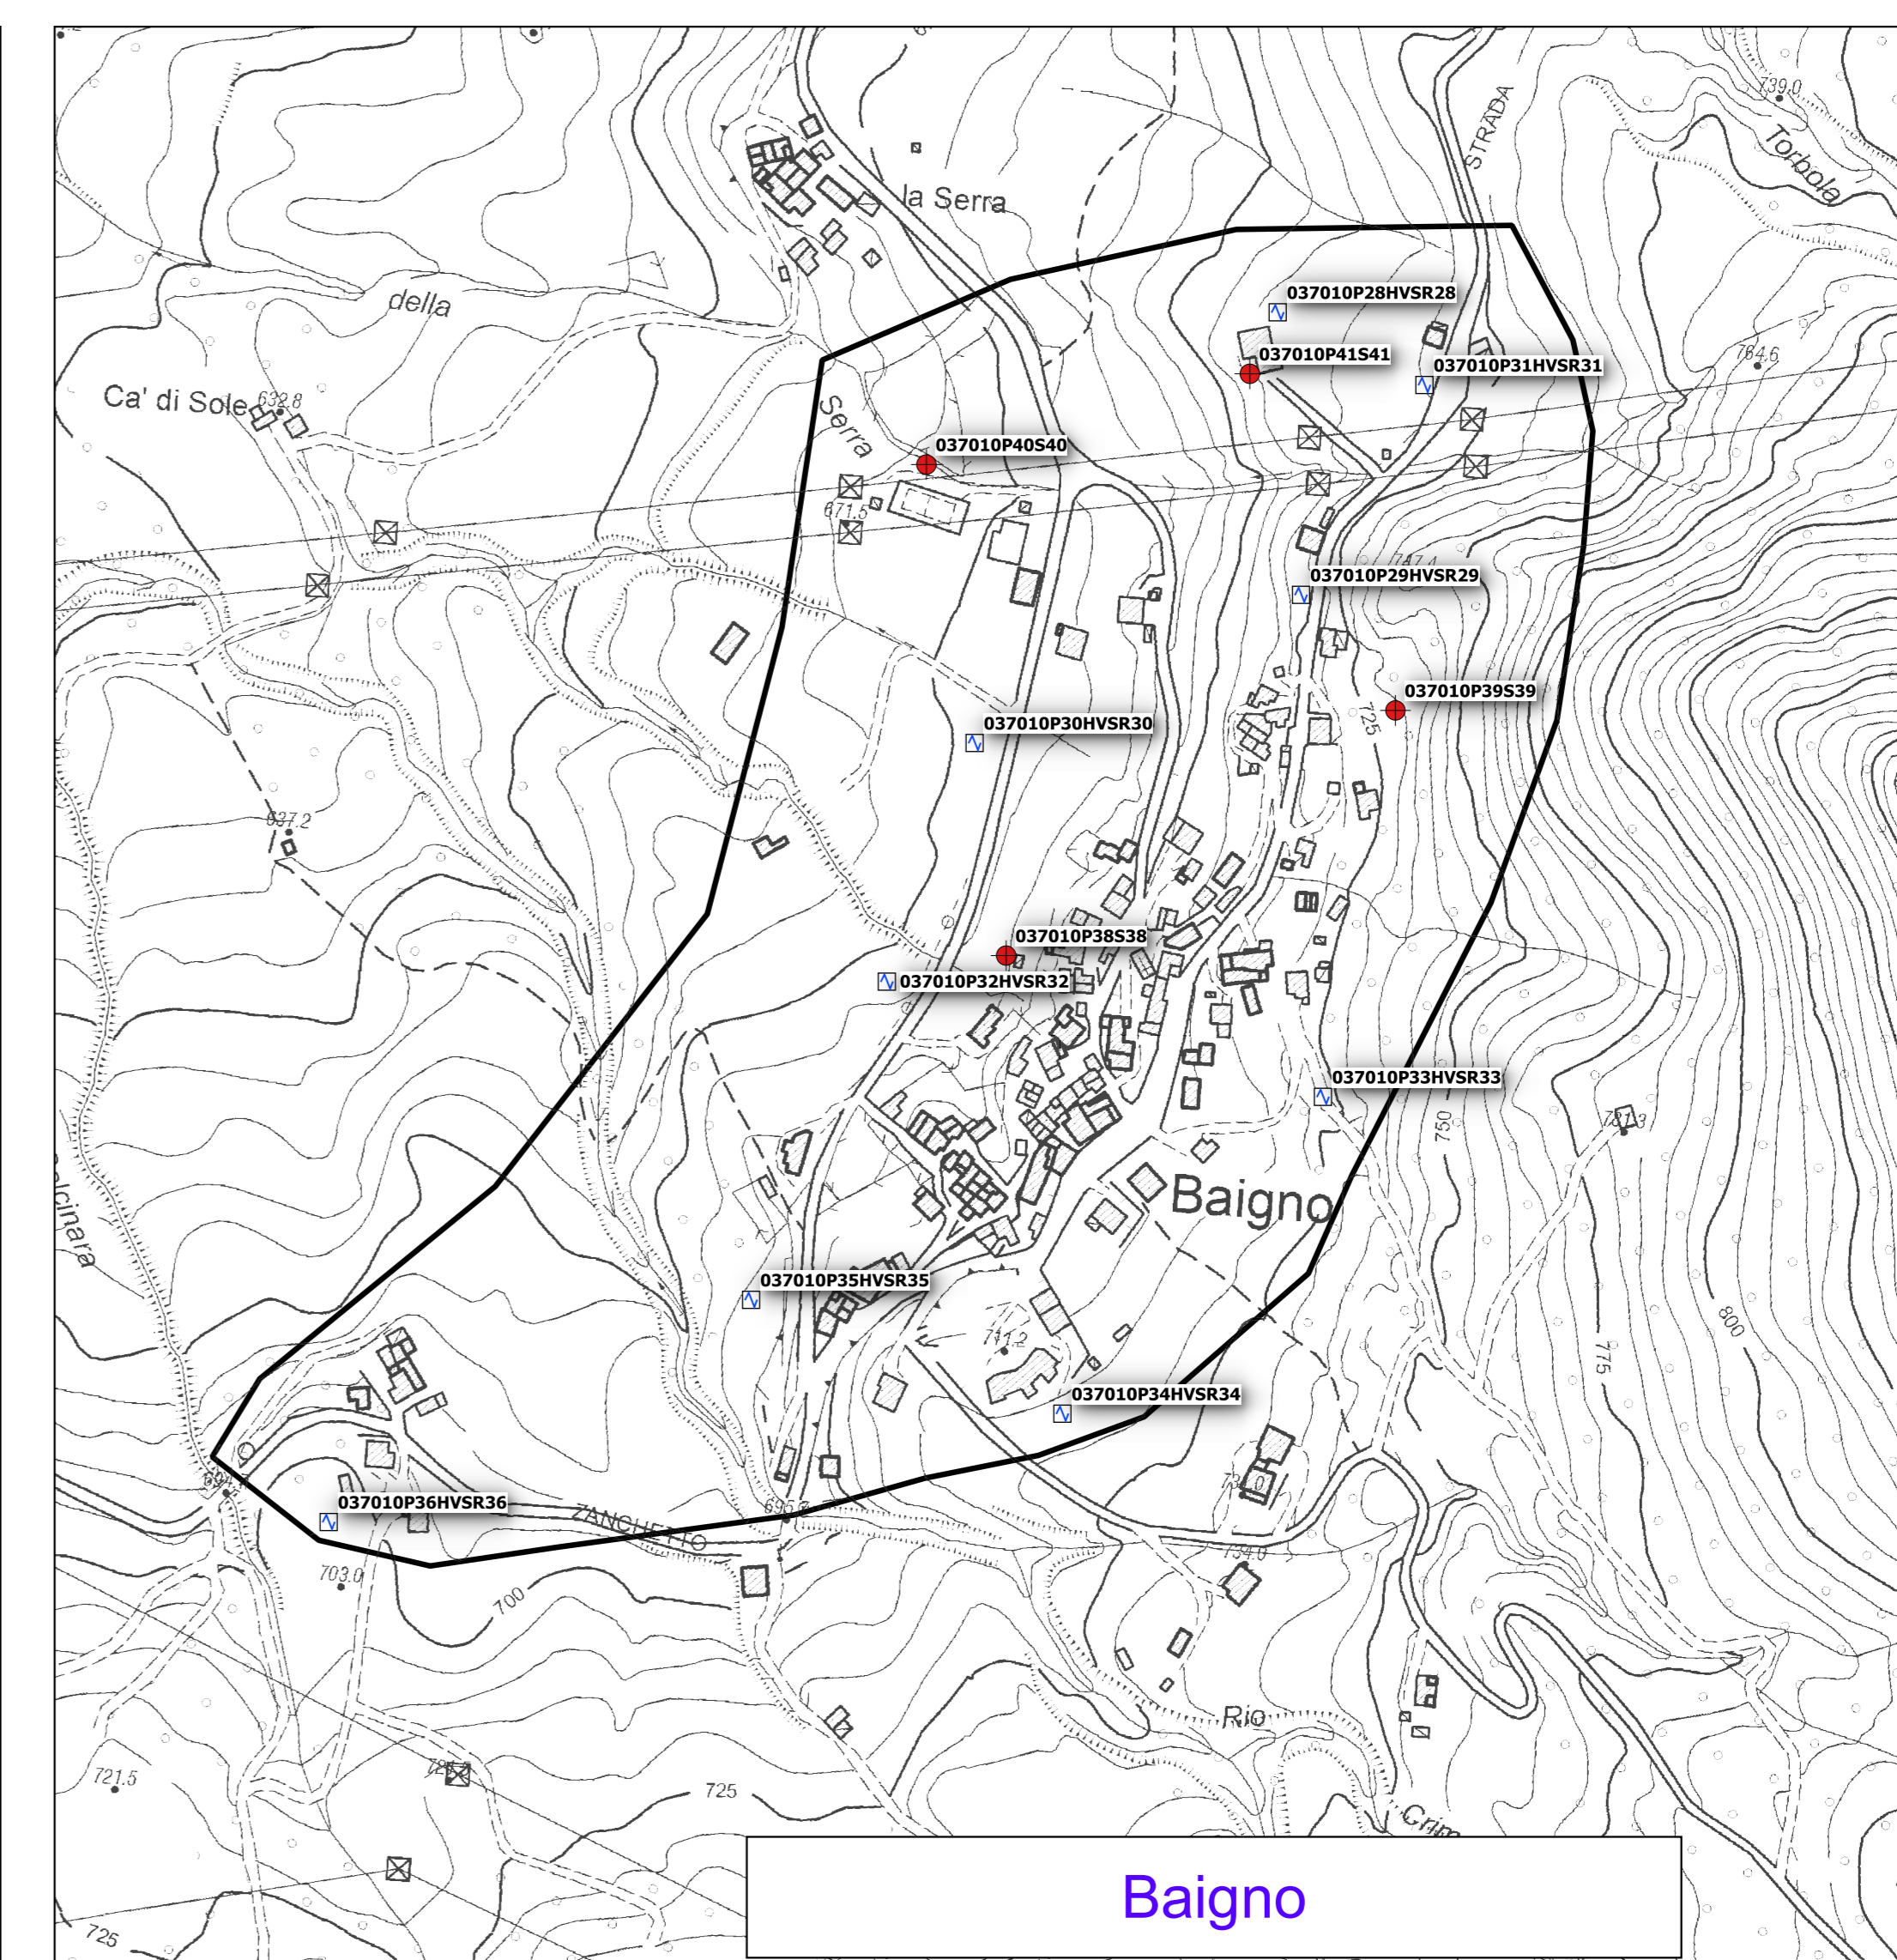 739.0
STRADA
Torbola
la Serra
037010P28HVSR28
della
037010P41S41
764.6
037010P31HVSR31
Ca' di Sole
632.8
Serra
037010P40S40
671.5
747.4
037010P29HVSR29
037010P39S39
725
037010P30HVSR30
637.2
037010P38S38
037010P32HVSR32
037010P33HVSR33
750
781.3
Baigno
037010P35HVSR35
711.2
800
775
037010P34HVSR34
037010P36HVSR36
ZANCHETTO
703.0
700
734.0
Rio
721.5
725
Crim
Baigno
725